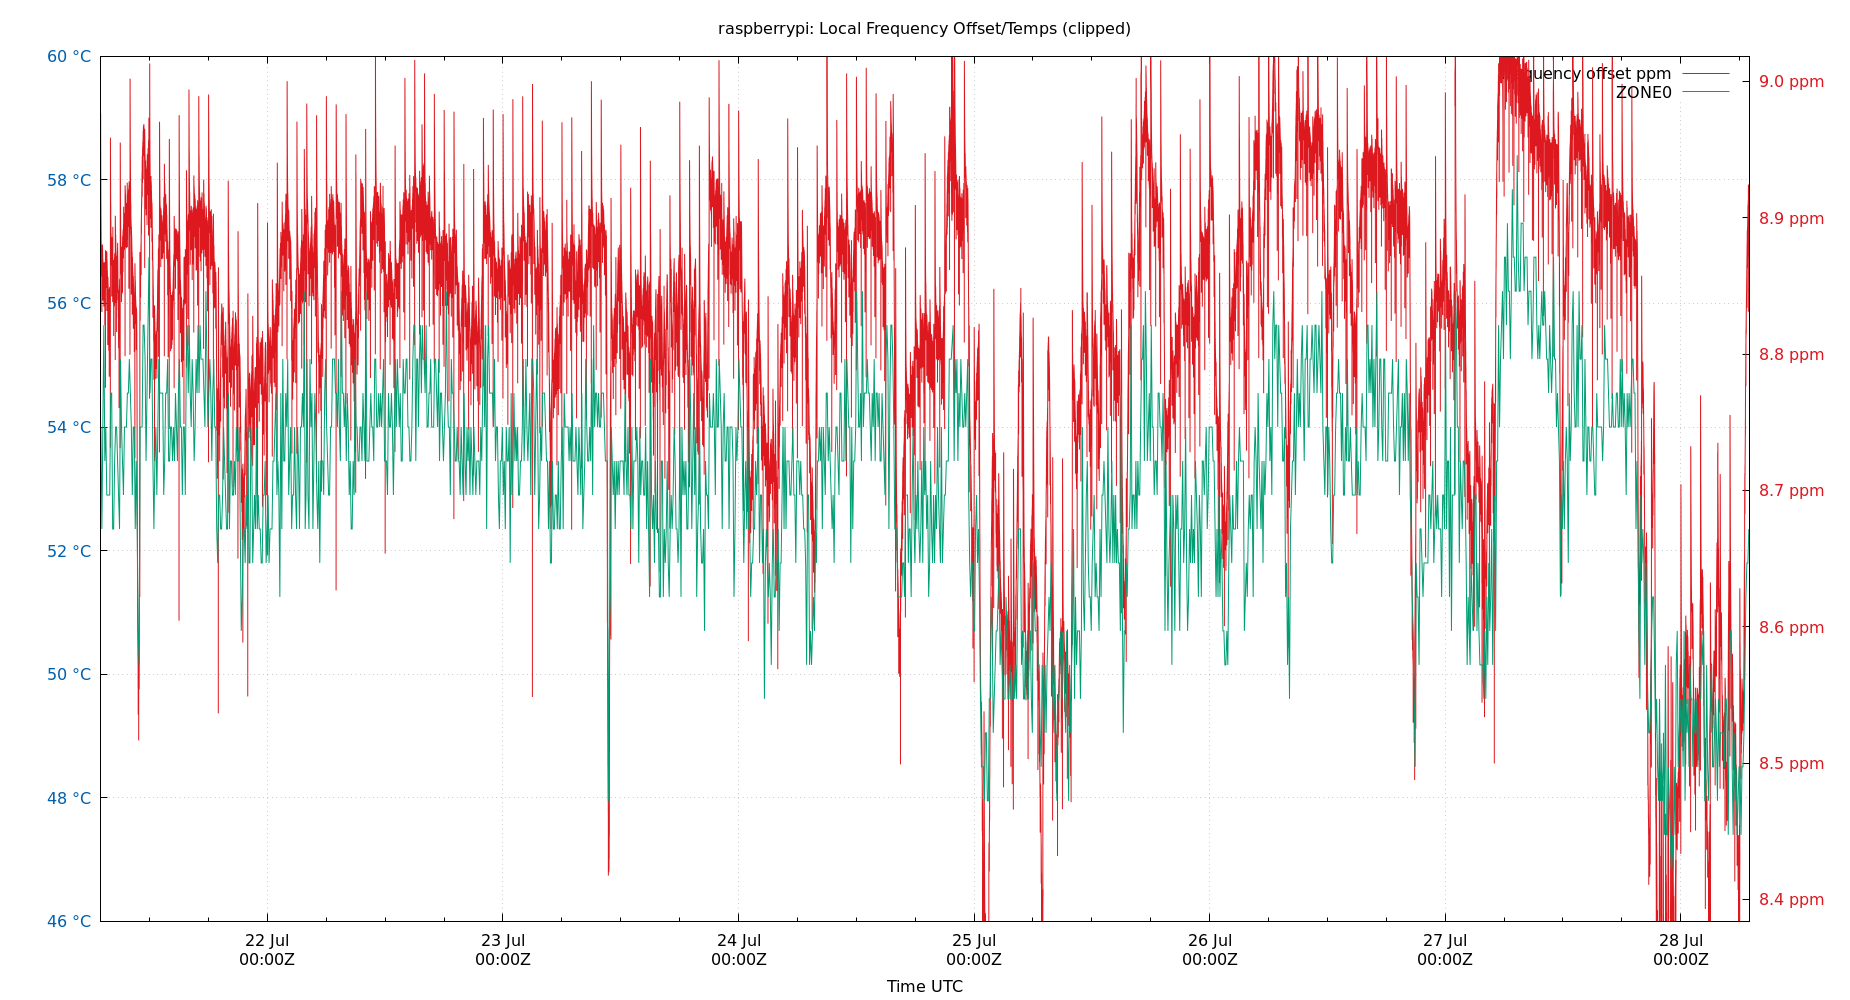 raspberrypi: Local Frequency Offset/Temps (clipped)
60 °C
58 °C
56 °C
54 °C
52 °C
50 °C
48 °C
46 °C
quency offset ppm
ZONE0
9.0 ppm
8.9 ppm
8.8 ppm
8.7 ppm
8.6 ppm
8.5 ppm
8.4 ppm
22 Jul
00:00Z
23 Jul
00:00Z
24 Jul
00:00Z
25 Jul
00:00Z
26 Jul
00:00Z
27 Jul
00:00Z
28 Jul
00:00Z
Time UTC